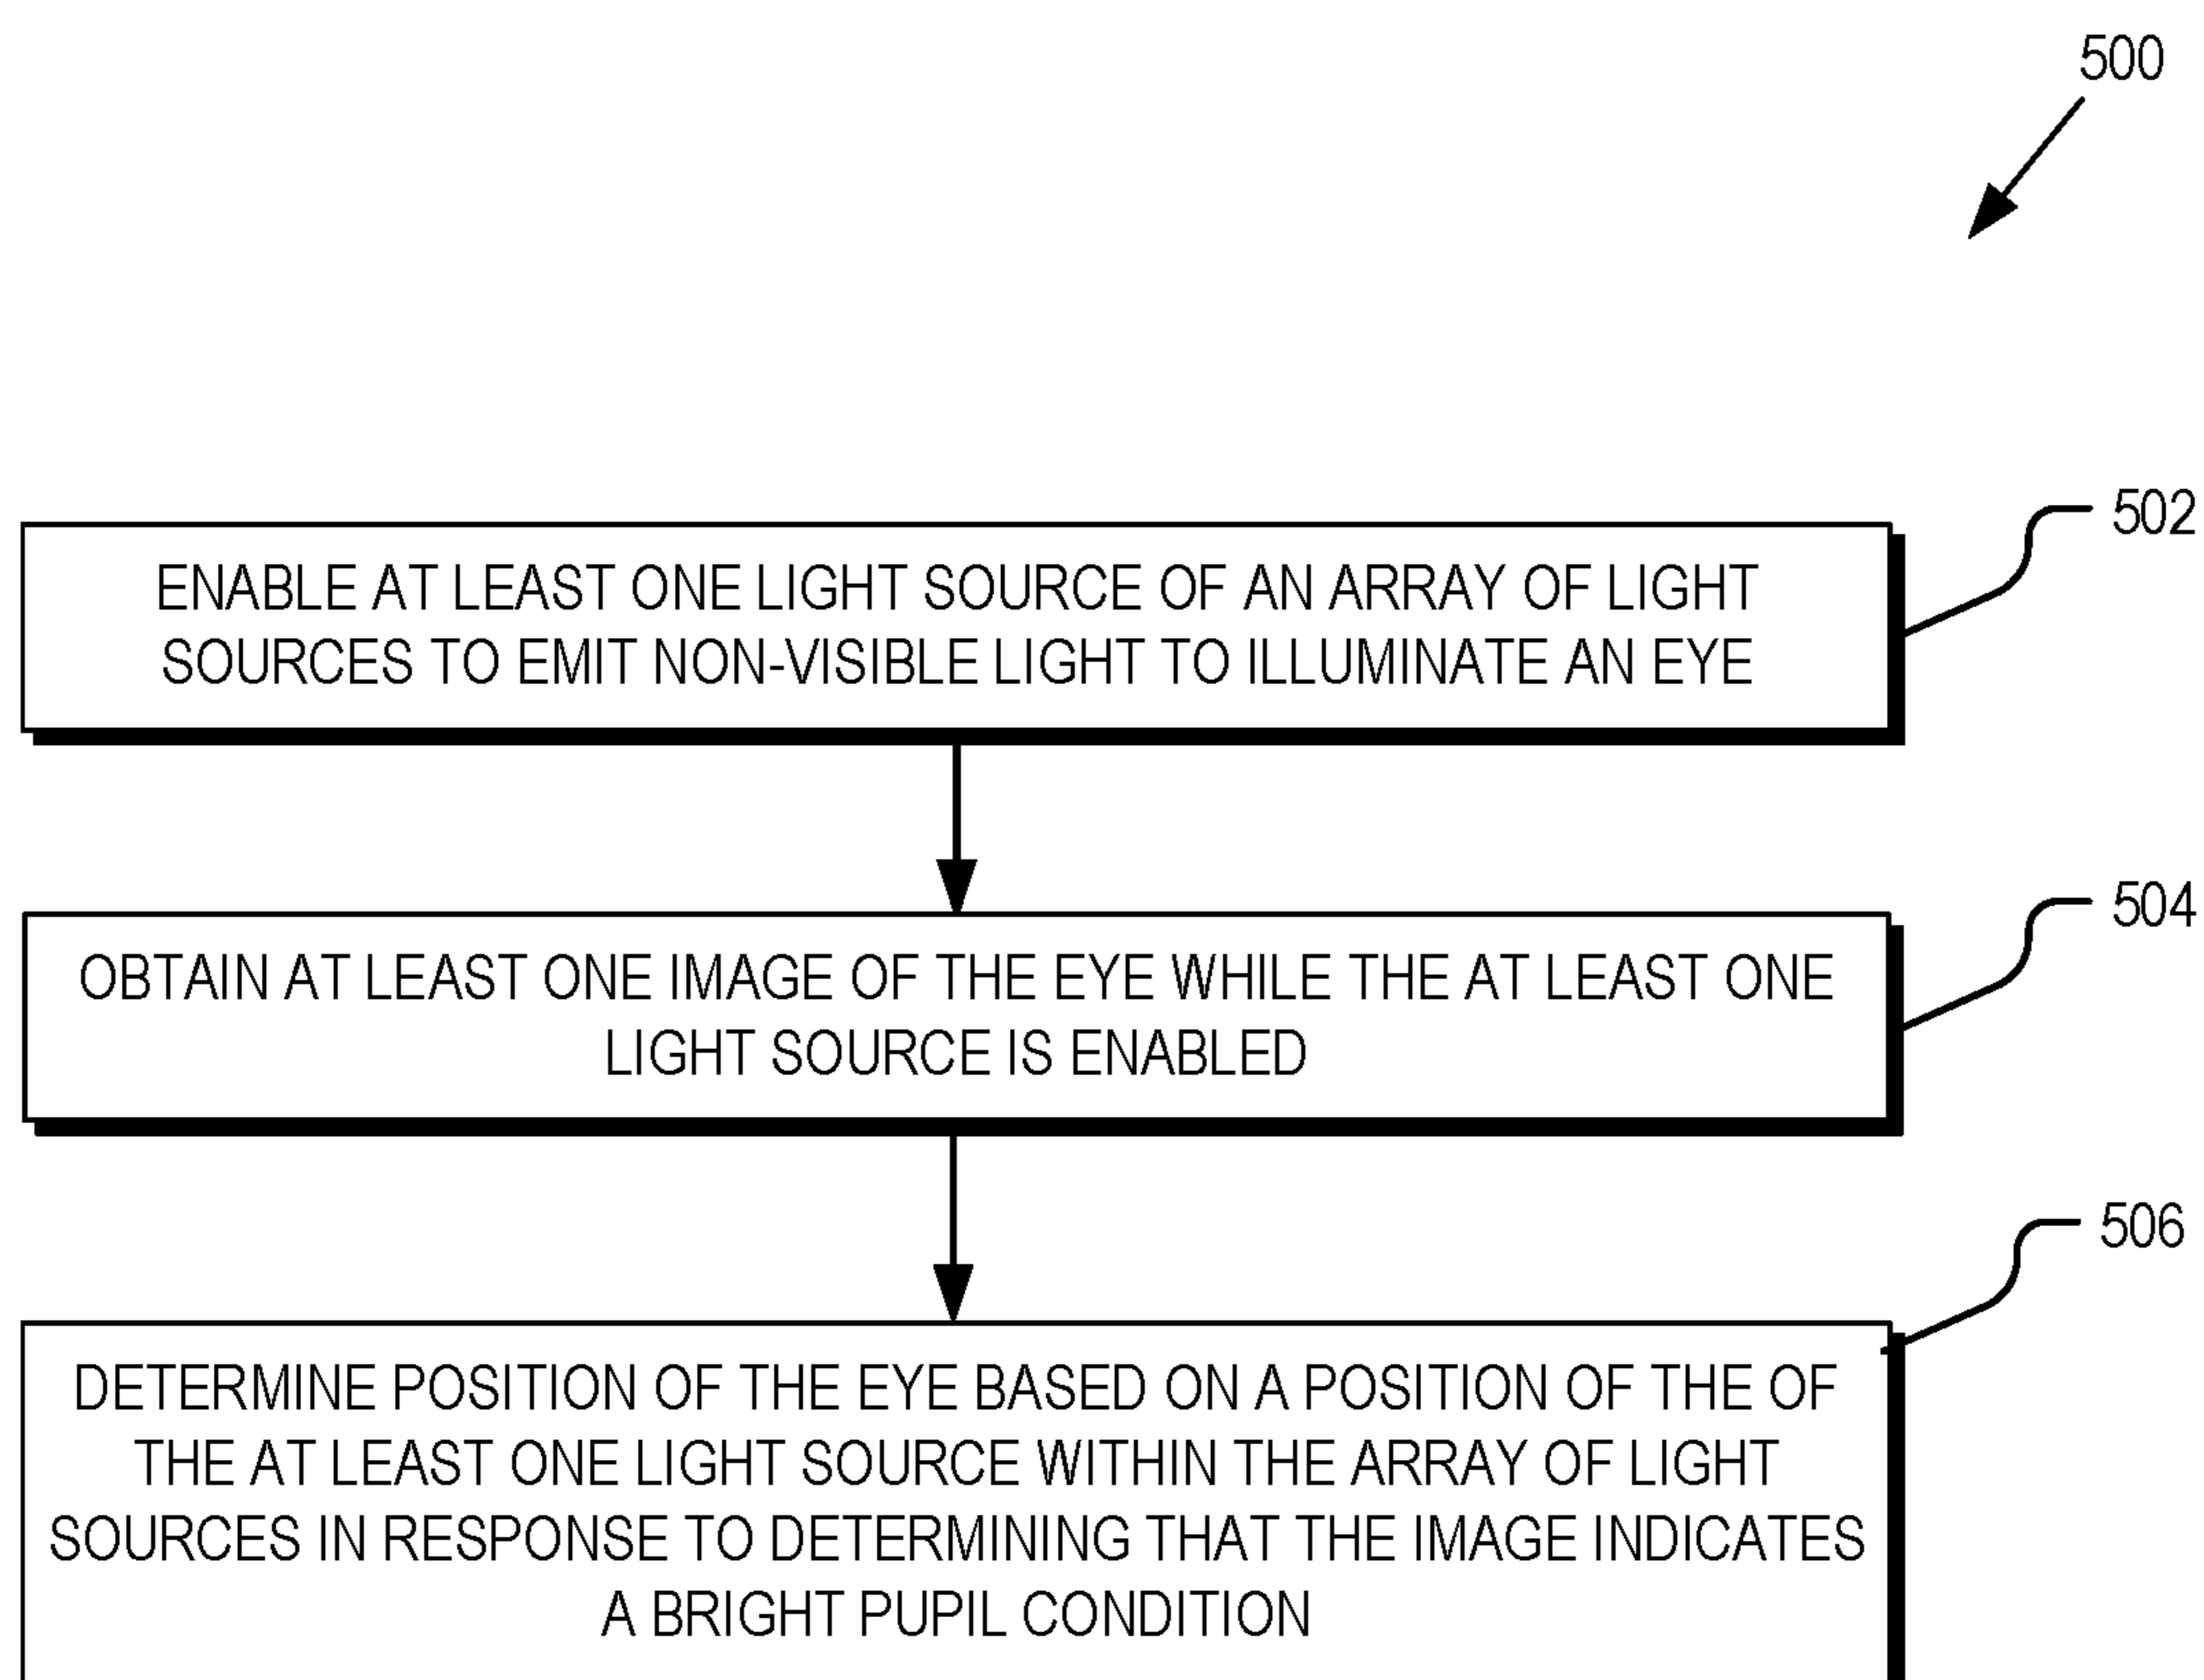 500
502
ENABLE AT LEAST ONE LIGHT SOURCE OF AN ARRAY OF LIGHT
SOURCES TO EMIT NON-VISIBLE LIGHT TO ILLUMINATE AN EYE
504
OBTAIN AT LEAST ONE IMAGE OF THE EYE WHILE THE AT LEAST ONE
LIGHT SOURCE IS ENABLED
506
DETERMINE POSITION OF THE EYE BASED ON A POSITION OF THE OF
THE AT LEAST ONE LIGHT SOURCE WITHIN THE ARRAY OF LIGHT
SOURCES IN RESPONSE TO DETERMINING THAT THE IMAGE INDICATES
A BRIGHT PUPIL CONDITION